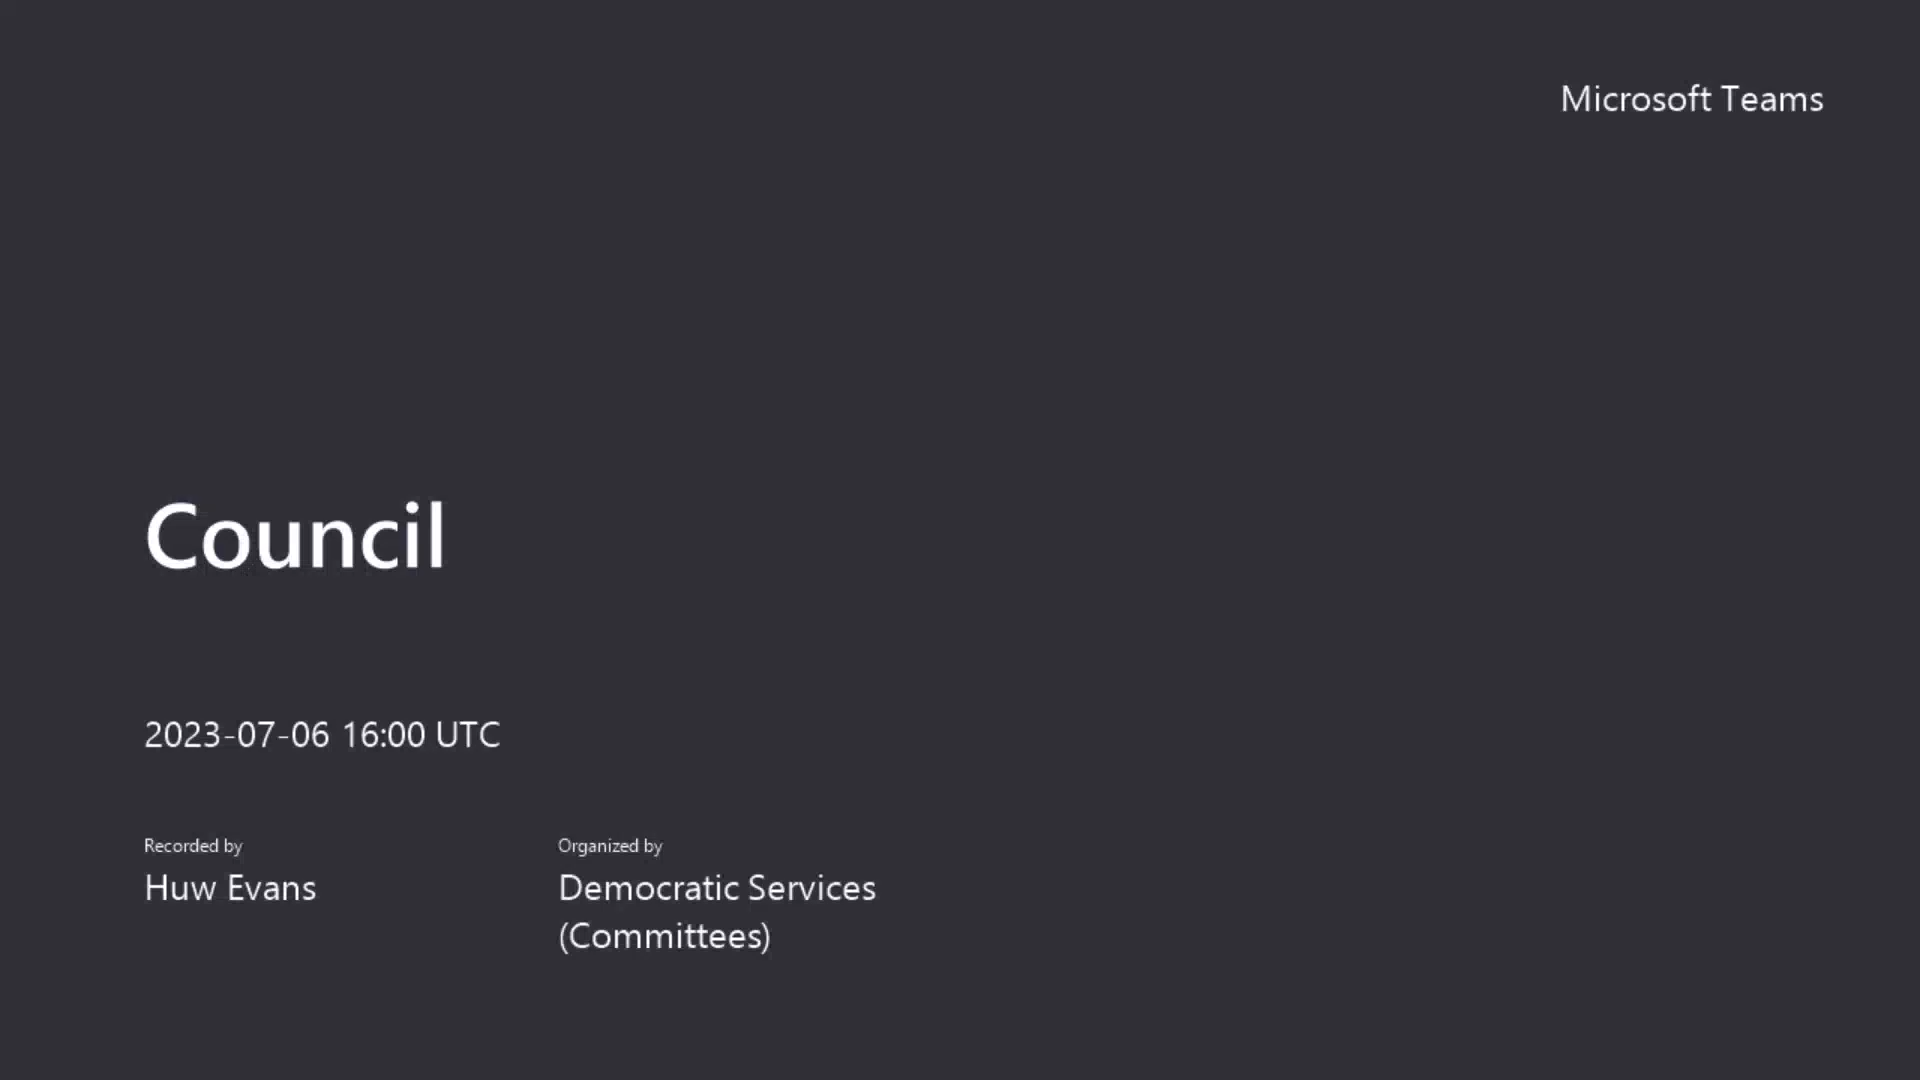 Microsoft Teams
Council
2023-07-06 16:00 UTC
Recorded by
Huw Evans
Organized by
Democratic Services
(Committees)